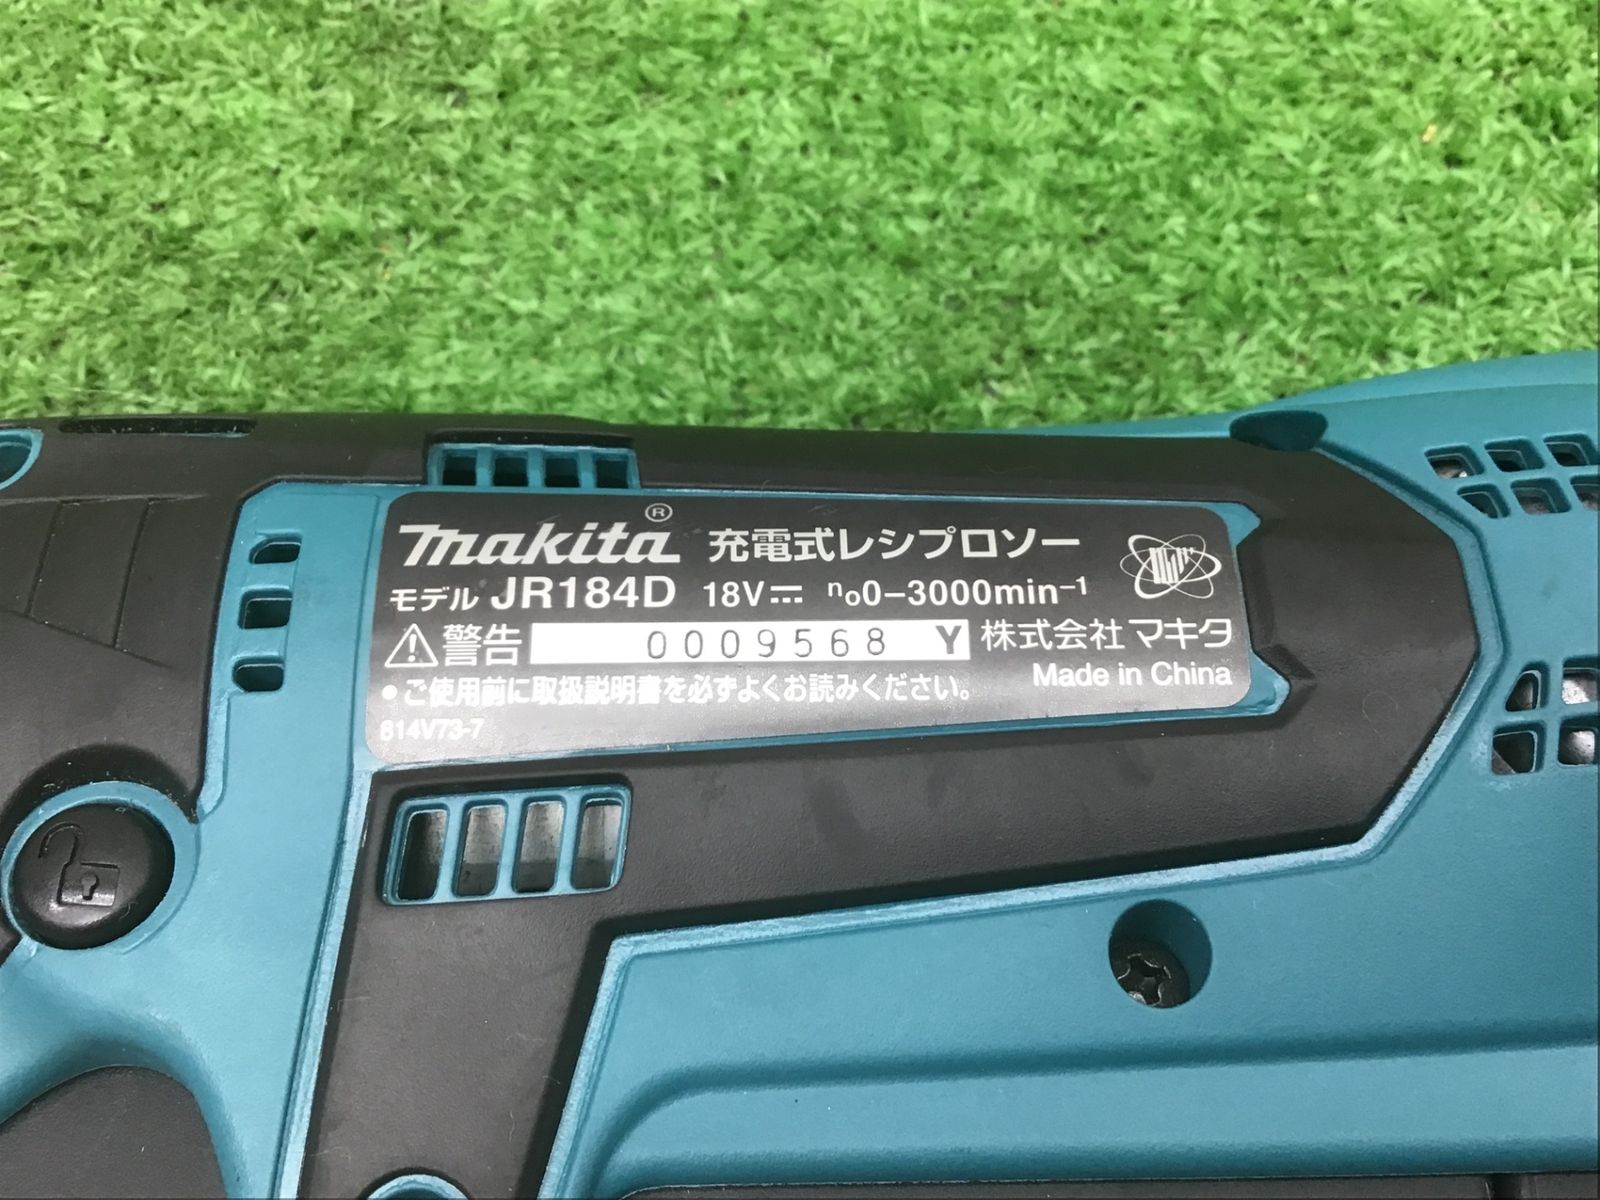 makita® 充電式レシプロソー
モデル JR184D 18V⎓ n₀0-3000min⁻¹
⚠警告 0009568 Y 株式会社マキタ
Made in China
●ご使用前に取扱説明書を必ずよくお読みください。
814V73-7